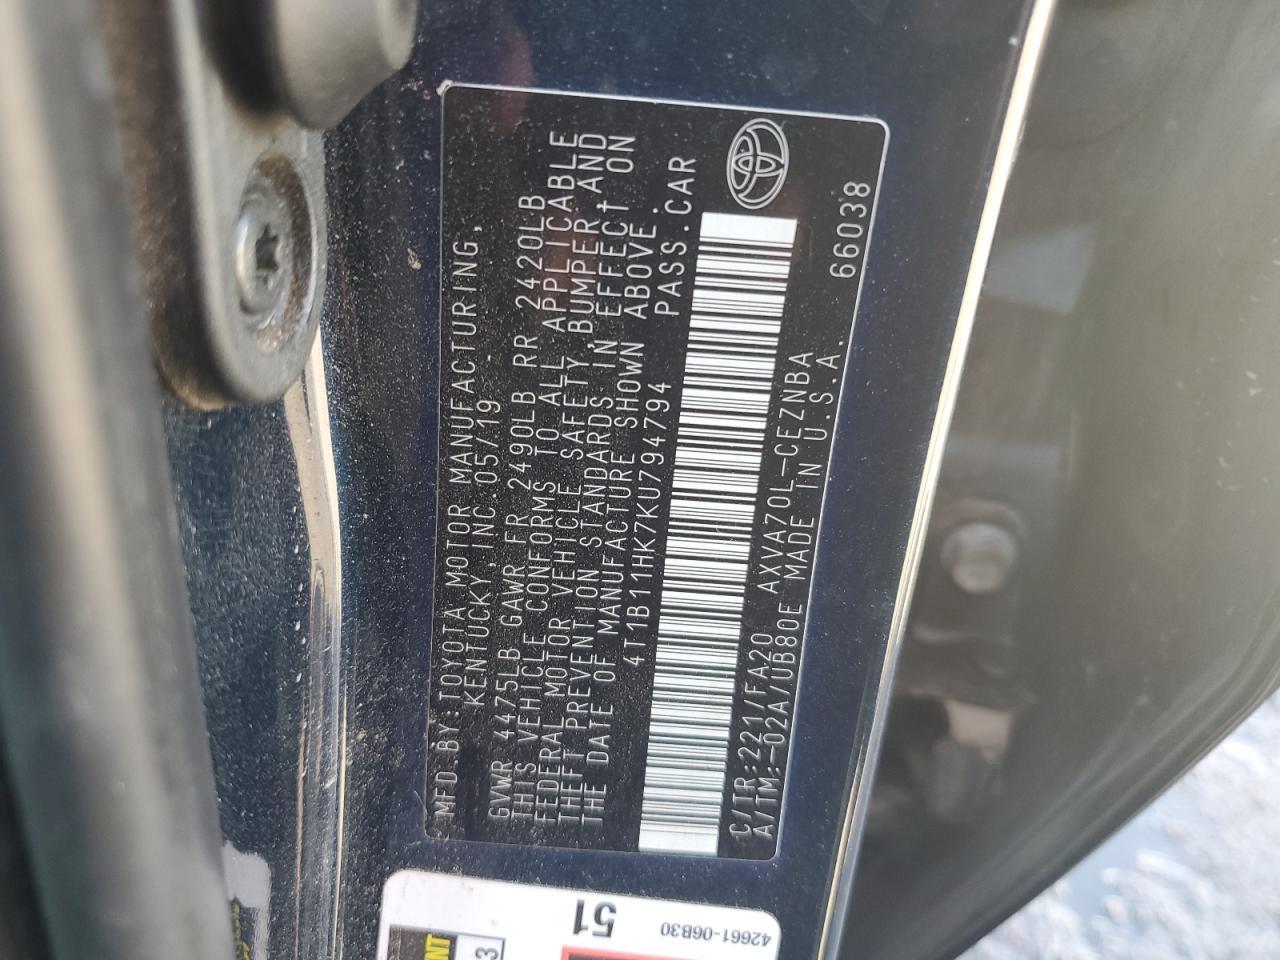 MFD.BY:TOYOTA MOTOR MANUFACTURING,
KENTUCKY,INC.05/19
GVWR 4475LB GAWR FR 2490LB RR 2420LB
THIS VEHICLE CONFORMS TO ALL APPLICABLE
FEDERAL MOTOR VEHICLE SAFETY,BUMPER,AND
THEFT PREVENTION STANDARDS IN EFFECT ON
THE DATE OF MANUFACTURE SHOWN ABOVE.
4T1B11HK7KU794794 PASS.CAR
C/TR:221/FA20 AXVA70L-CEZNBA
A/TM:-02A/UB80E MADE IN U.S.A. 66038
51
42661-06B30
3